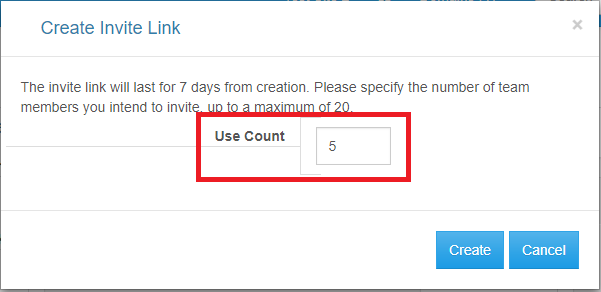 Create Invite Link
×
The invite link will last for 7 days from creation. Please specify the number of team
members you intend to invite, up to a maximum of 20.
Use Count 5
Create Cancel